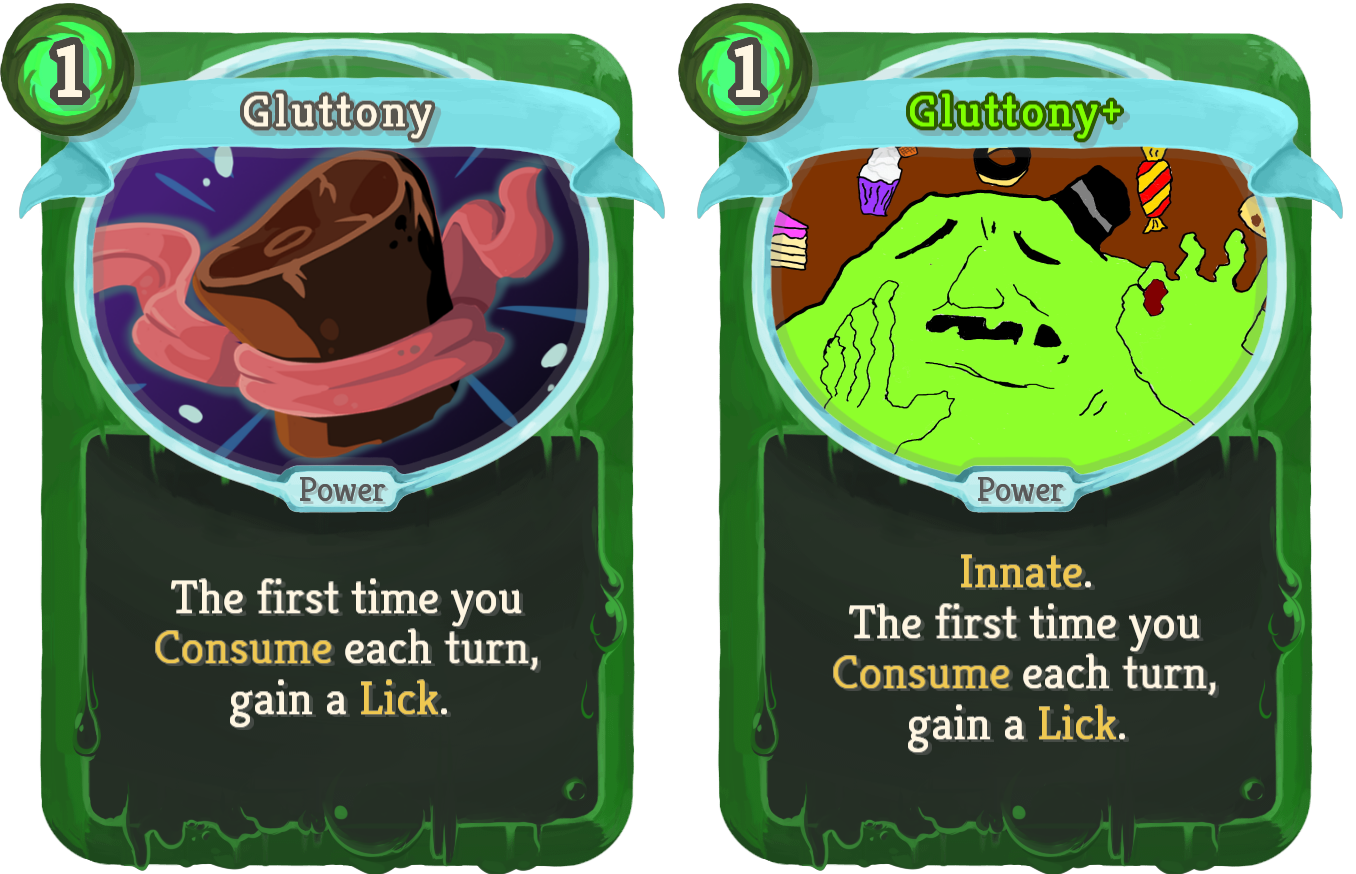 1
Gluttony
Power
The first time you
Consume each turn,
gain a Lick.
1
Gluttony+
Power
Innate.
The first time you
Consume each turn,
gain a Lick.